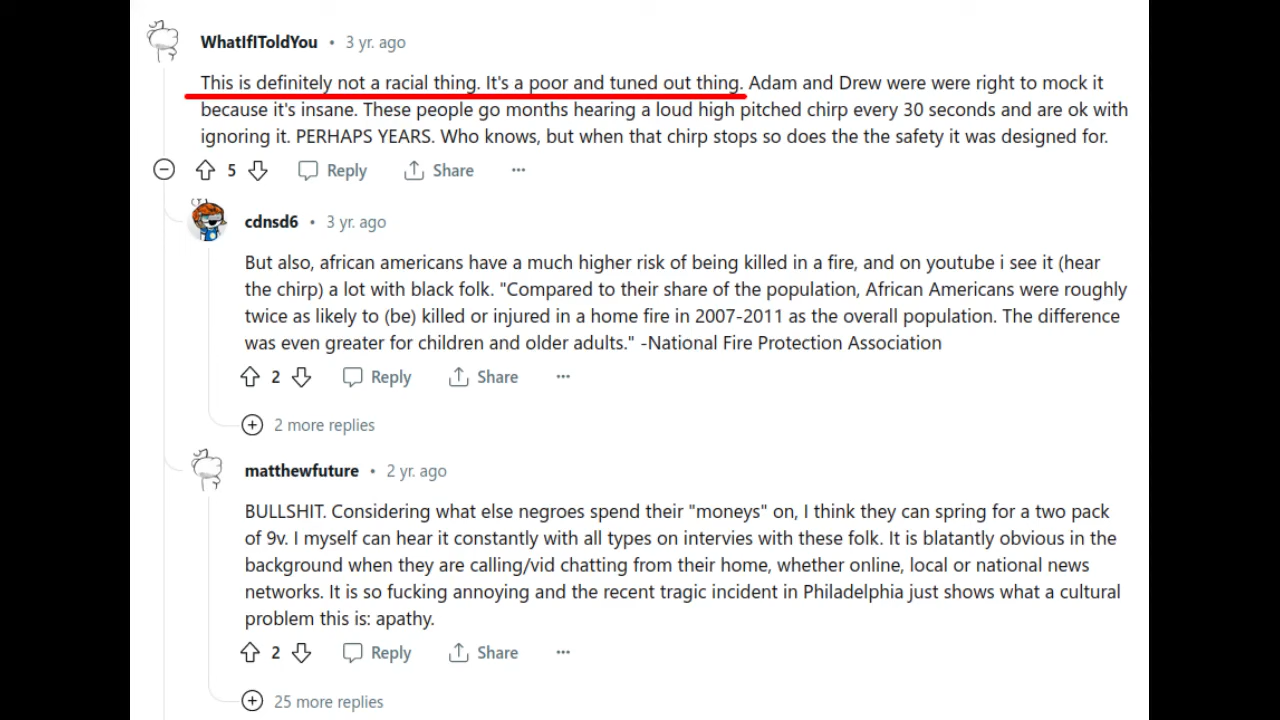 WhatIfIToldYou • 3 yr. ago
This is definitely not a racial thing. It's a poor and tuned out thing. Adam and Drew were were right to mock it
because it's insane. These people go months hearing a loud high pitched chirp every 30 seconds and are ok with
ignoring it. PERHAPS YEARS. Who knows, but when that chirp stops so does the the safety it was designed for.
5 Reply Share ...
cdnsd6 • 3 yr. ago
But also, african americans have a much higher risk of being killed in a fire, and on youtube i see it (hear
the chirp) a lot with black folk. "Compared to their share of the population, African Americans were roughly
twice as likely to (be) killed or injured in a home fire in 2007-2011 as the overall population. The difference
was even greater for children and older adults." -National Fire Protection Association
2 Reply Share ...
2 more replies
matthewfuture • 2 yr. ago
BULLSHIT. Considering what else negroes spend their "moneys" on, I think they can spring for a two pack
of 9v. I myself can hear it constantly with all types on intervies with these folk. It is blatantly obvious in the
background when they are calling/vid chatting from their home, whether online, local or national news
networks. It is so fucking annoying and the recent tragic incident in Philadelphia just shows what a cultural
problem this is: apathy.
2 Reply Share ...
25 more replies